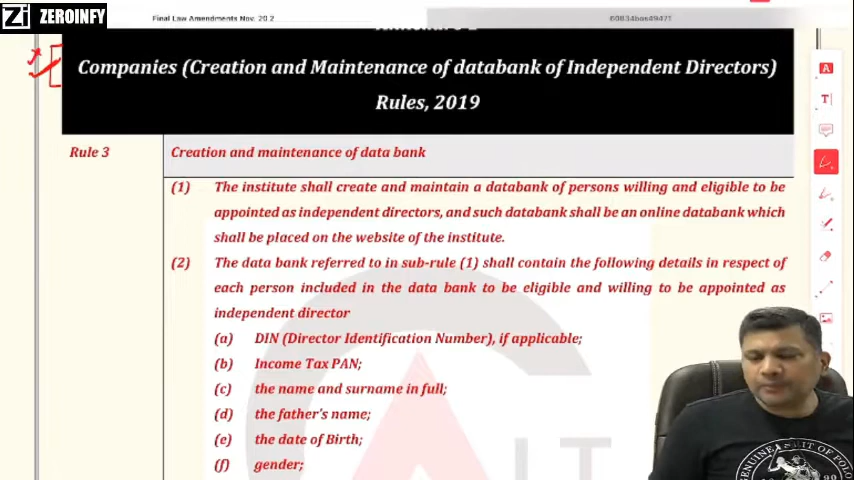 Zi ZEROINFY
Final Law Amendments Nov. 20 2
60834bae49471
Companies (Creation and Maintenance of databank of Independent Directors)
Rules, 2019
Rule 3
Creation and maintenance of data bank
(1) The institute shall create and maintain a databank of persons willing and eligible to be
appointed as independent directors, and such databank shall be an online databank which
shall be placed on the website of the institute.
(2) The data bank referred to in sub-rule (1) shall contain the following details in respect of
each person included in the data bank to be eligible and willing to be appointed as
independent director
(a) DIN (Director Identification Number), if applicable;
(b) Income Tax PAN;
(c) the name and surname in full;
(d) the father's name;
(e) the date of Birth;
(f) gender;